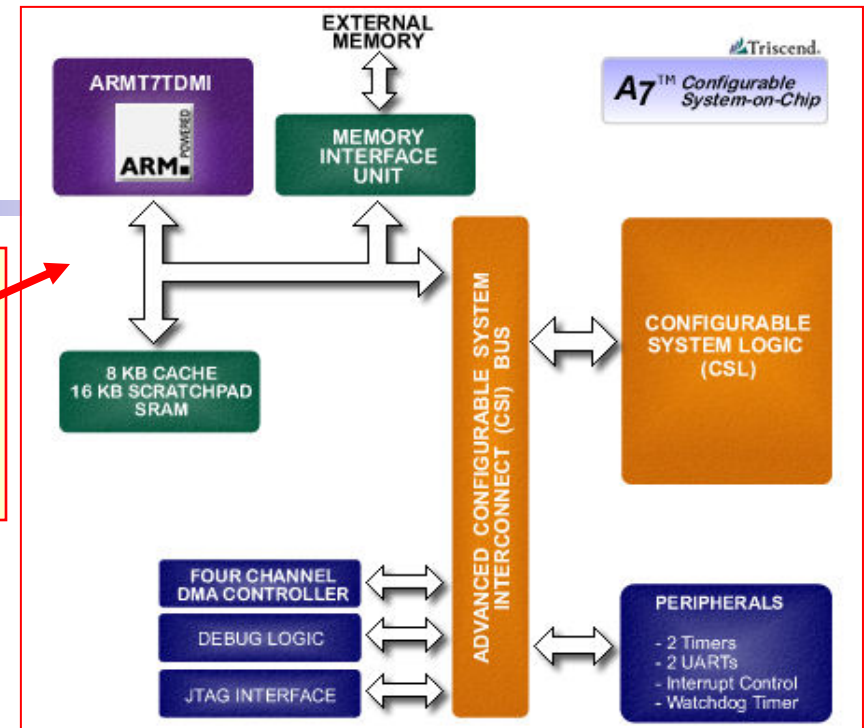 EXTERNAL
MEMORY
Triscend.
A7™ Configurable
System-on-Chip
ARMT7TDMI
ARM POWERED
MEMORY
INTERFACE
UNIT
8 KB CACHE
16 KB SCRATCHPAD
SRAM
ADVANCED CONFIGURABLE SYSTEM
INTERCONNECT (CSI) BUS
CONFIGURABLE
SYSTEM LOGIC
(CSL)
FOUR CHANNEL
DMA CONTROLLER
DEBUG LOGIC
JTAG INTERFACE
PERIPHERALS
- 2 Timers
- 2 UARTs
- Interrupt Control
- Watchdog Timer